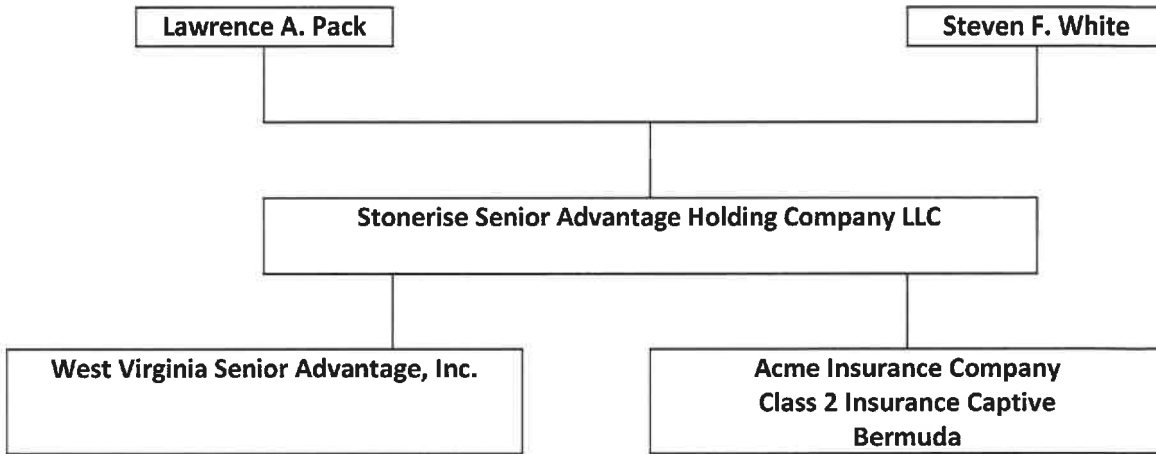 Lawrence A. Pack
Steven F. White
Stonerise Senior Advantage Holding Company LLC
West Virginia Senior Advantage, Inc.
Acme Insurance Company
Class 2 Insurance Captive
Bermuda